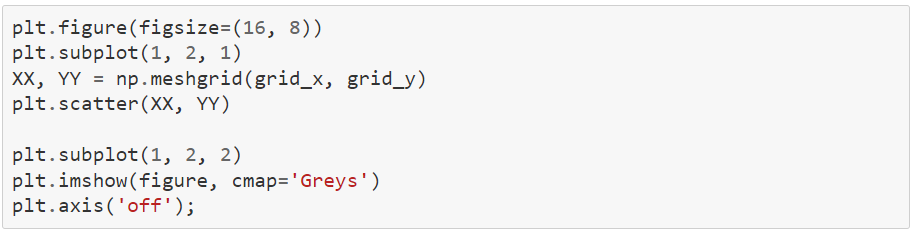 plt.figure(figsize=(16, 8))
plt.subplot(1, 2, 1)
XX, YY = np.meshgrid(grid_x, grid_y)
plt.scatter(XX, YY)

plt.subplot(1, 2, 2)
plt.imshow(figure, cmap='Greys')
plt.axis('off');